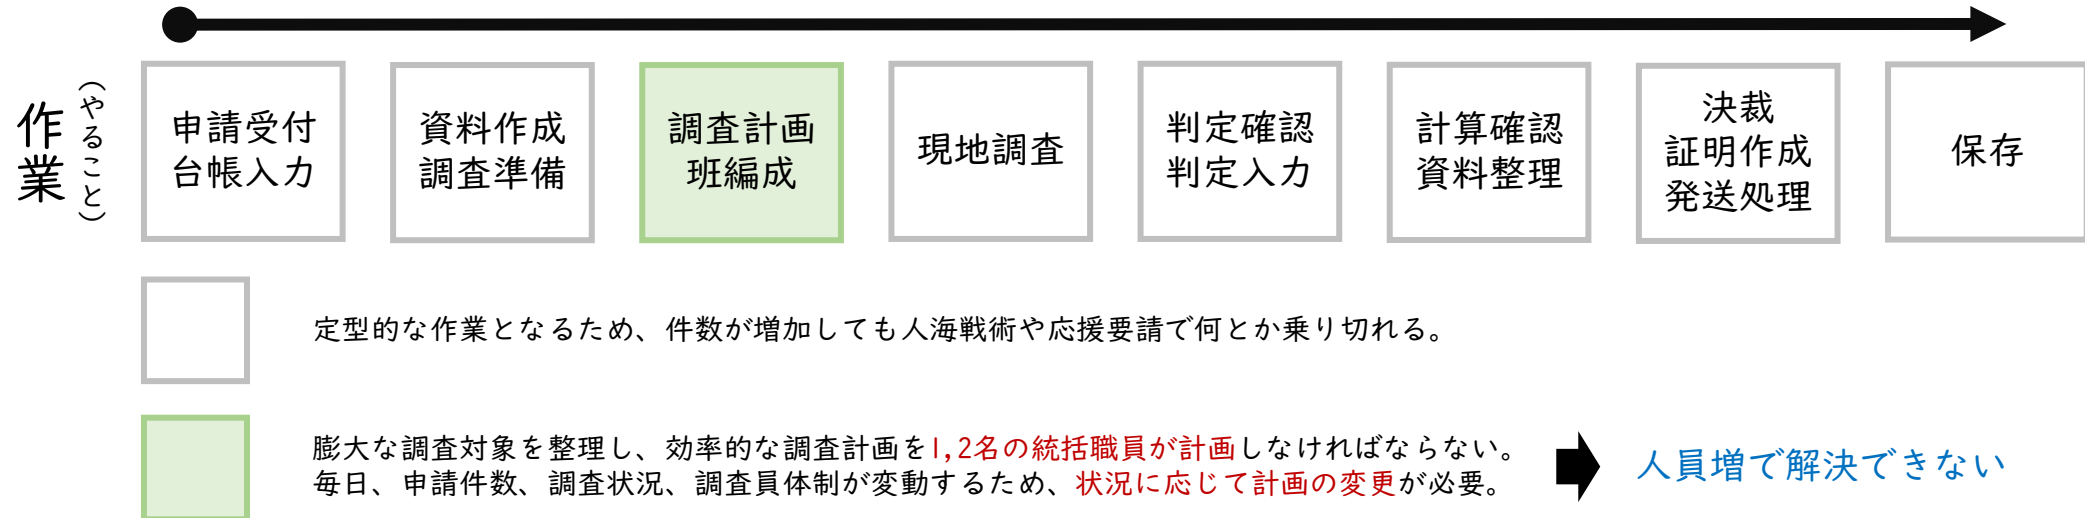 作業
（やること）
申請受付
台帳入力
資料作成
調査準備
調査計画
班編成
現地調査
判定確認
判定入力
計算確認
資料整理
決裁
証明作成
発送処理
保存
定型的な作業となるため、件数が増加しても人海戦術や応援要請で何とか乗り切れる。
膨大な調査対象を整理し、効率的な調査計画を1,2名の統括職員が計画しなければならない。
毎日、申請件数、調査状況、調査員体制が変動するため、状況に応じて計画の変更が必要。
人員増で解決できない